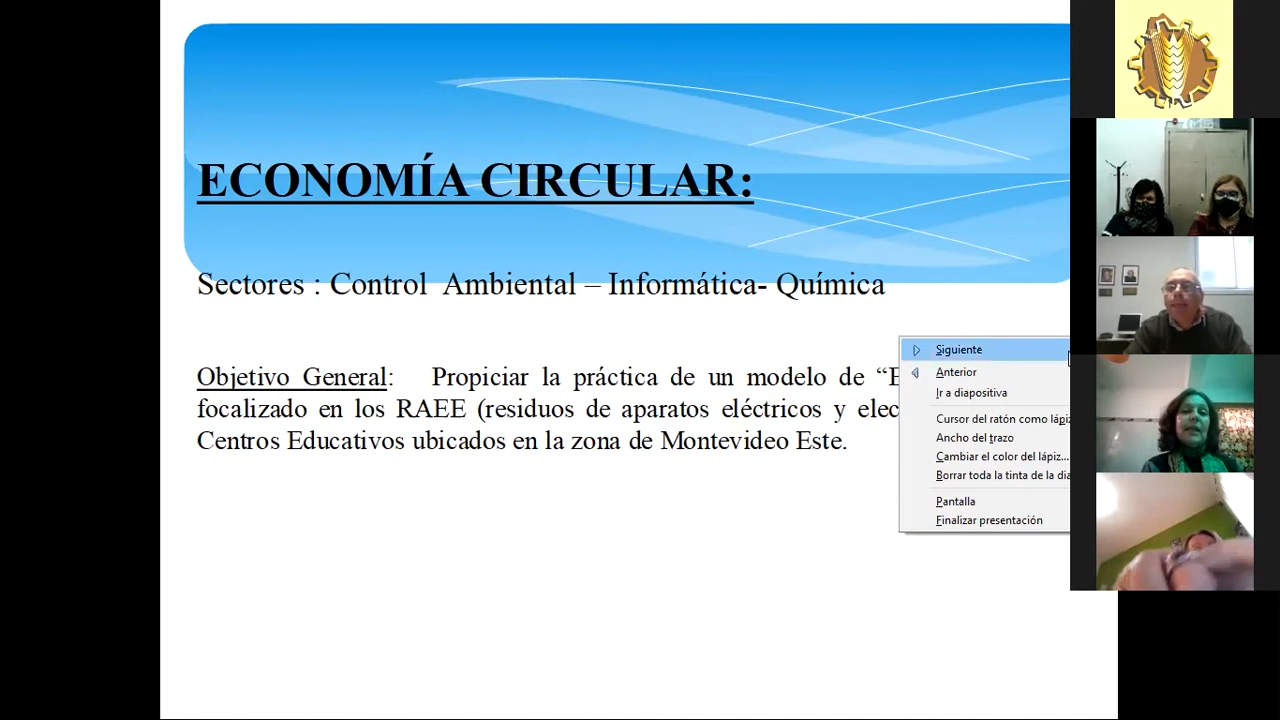 ECONOMÍA CIRCULAR:
Sectores : Control Ambiental – Informática- Química
Objetivo General: Propiciar la práctica de un modelo de
focalizado en los RAEE (residuos de aparatos eléctricos y
Centros Educativos ubicados en la zona de Montevideo Este.
Siguiente
Anterior
Ir a diapositiva
Cursor del ratón como
Ancho del trazo
Cambiar el color del lápiz...
Borrar toda la tinta de la
Pantalla
Finalizar presentación